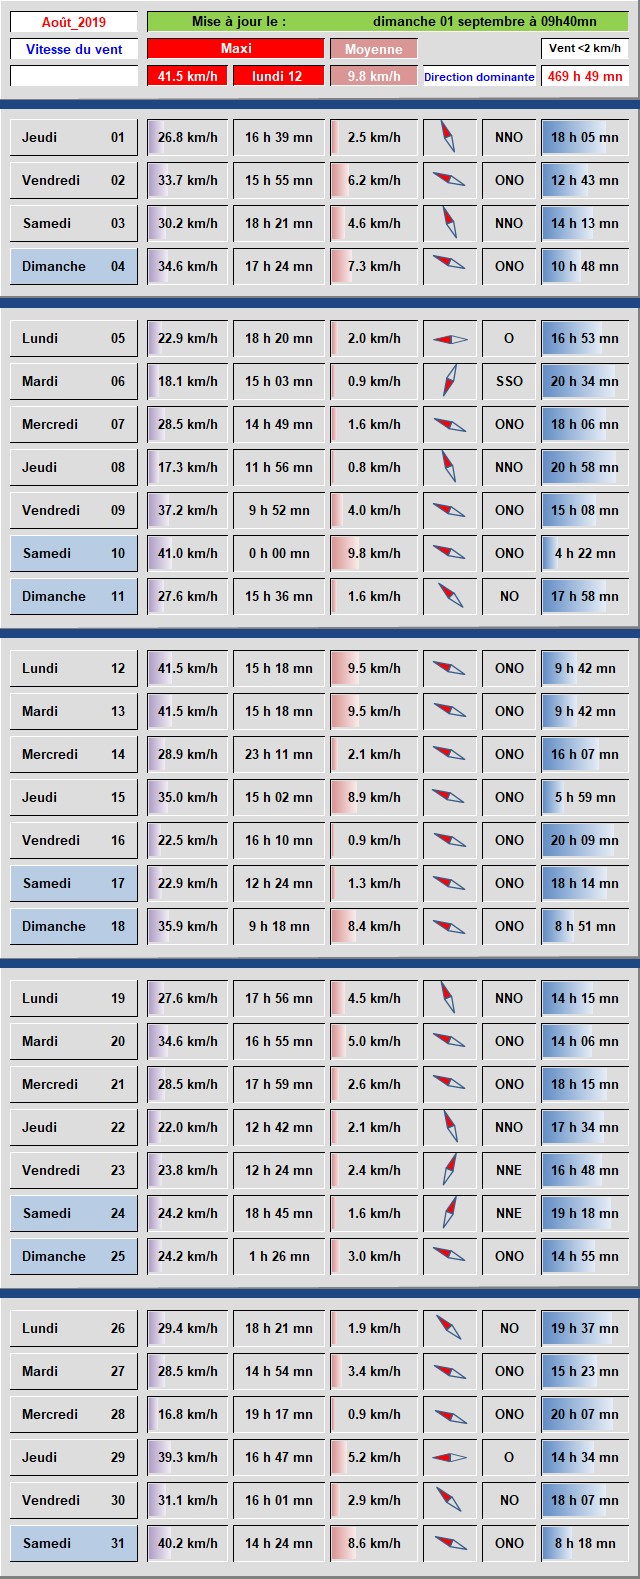 Août_2019 Mise à jour le : dimanche 01 septembre à 09h40mn
Vitesse du vent Maxi Moyenne Vent <2 km/h
41.5 km/h lundi 12 9.8 km/h Direction dominante 469 h 49 mn
Jeudi 01 26.8 km/h 16 h 39 mn 2.5 km/h NNO 18 h 05 mn
Vendredi 02 33.7 km/h 15 h 55 mn 6.2 km/h ONO 12 h 43 mn
Samedi 03 30.2 km/h 18 h 21 mn 4.6 km/h NNO 14 h 13 mn
Dimanche 04 34.6 km/h 17 h 24 mn 7.3 km/h ONO 10 h 48 mn
Lundi 05 22.9 km/h 18 h 20 mn 2.0 km/h O 16 h 53 mn
Mardi 06 18.1 km/h 15 h 03 mn 0.9 km/h SSO 20 h 34 mn
Mercredi 07 28.5 km/h 14 h 49 mn 1.6 km/h ONO 18 h 06 mn
Jeudi 08 17.3 km/h 11 h 56 mn 0.8 km/h NNO 20 h 58 mn
Vendredi 09 37.2 km/h 9 h 52 mn 4.0 km/h ONO 15 h 08 mn
Samedi 10 41.0 km/h 0 h 00 mn 9.8 km/h ONO 4 h 22 mn
Dimanche 11 27.6 km/h 15 h 36 mn 1.6 km/h NO 17 h 58 mn
Lundi 12 41.5 km/h 15 h 18 mn 9.5 km/h ONO 9 h 42 mn
Mardi 13 41.5 km/h 15 h 18 mn 9.5 km/h ONO 9 h 42 mn
Mercredi 14 28.9 km/h 23 h 11 mn 2.1 km/h ONO 16 h 07 mn
Jeudi 15 35.0 km/h 15 h 02 mn 8.9 km/h ONO 5 h 59 mn
Vendredi 16 22.5 km/h 16 h 10 mn 0.9 km/h ONO 20 h 09 mn
Samedi 17 22.9 km/h 12 h 24 mn 1.3 km/h ONO 18 h 14 mn
Dimanche 18 35.9 km/h 9 h 18 mn 8.4 km/h ONO 8 h 51 mn
Lundi 19 27.6 km/h 17 h 56 mn 4.5 km/h NNO 14 h 15 mn
Mardi 20 34.6 km/h 16 h 55 mn 5.0 km/h ONO 14 h 06 mn
Mercredi 21 28.5 km/h 17 h 59 mn 2.6 km/h ONO 18 h 15 mn
Jeudi 22 22.0 km/h 12 h 42 mn 2.1 km/h NNO 17 h 34 mn
Vendredi 23 23.8 km/h 12 h 24 mn 2.4 km/h NNE 16 h 48 mn
Samedi 24 24.2 km/h 18 h 45 mn 1.6 km/h NNE 19 h 18 mn
Dimanche 25 24.2 km/h 1 h 26 mn 3.0 km/h ONO 14 h 55 mn
Lundi 26 29.4 km/h 18 h 21 mn 1.9 km/h NO 19 h 37 mn
Mardi 27 28.5 km/h 14 h 54 mn 3.4 km/h ONO 15 h 23 mn
Mercredi 28 16.8 km/h 19 h 17 mn 0.9 km/h ONO 20 h 07 mn
Jeudi 29 39.3 km/h 16 h 47 mn 5.2 km/h O 14 h 34 mn
Vendredi 30 31.1 km/h 16 h 01 mn 2.9 km/h NO 18 h 07 mn
Samedi 31 40.2 km/h 14 h 24 mn 8.6 km/h ONO 8 h 18 mn